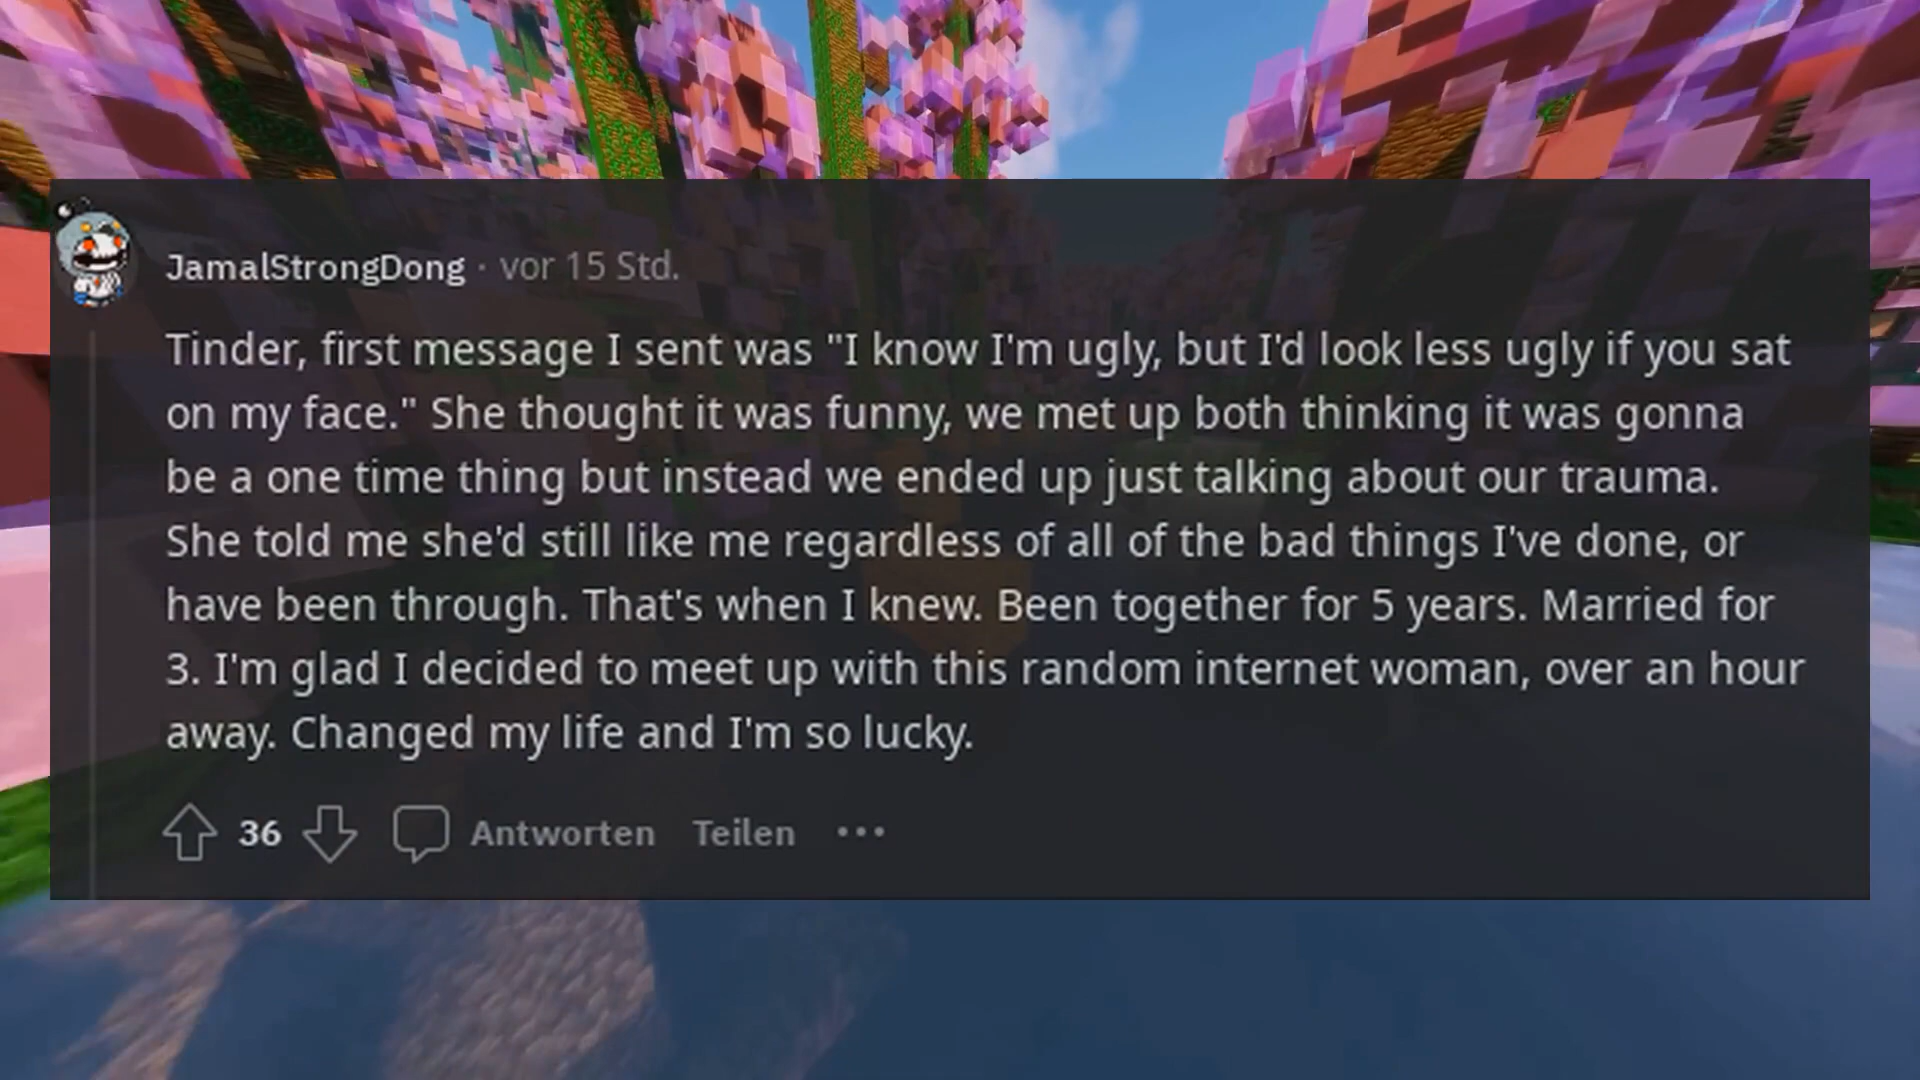 JamalStrongDong · vor 15 Std.
Tinder, first message I sent was "I know I'm ugly, but I'd look less ugly if you sat
on my face." She thought it was funny, we met up both thinking it was gonna
be a one time thing but instead we ended up just talking about our trauma.
She told me she'd still like me regardless of all of the bad things I've done, or
have been through. That's when I knew. Been together for 5 years. Married for
3. I'm glad I decided to meet up with this random internet woman, over an hour
away. Changed my life and I'm so lucky.
36 Antworten Teilen